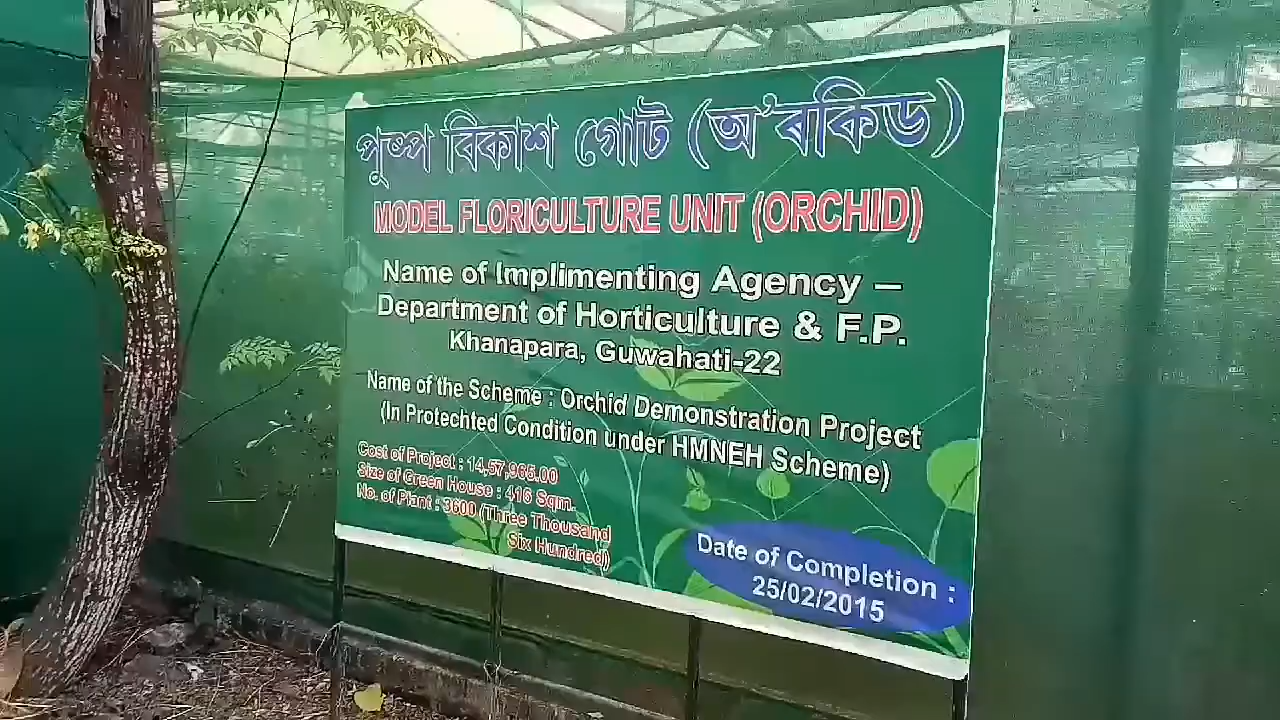 পুষ্প বিকাশ গোট (অ'ৰকিড)
MODEL FLORICULTURE UNIT (ORCHID)
Name of Implimenting Agency –
Department of Horticulture & F.P.
Khanapara, Guwahati-22
Name of the Scheme : Orchid Demonstration Project
(In Protechted Condition under HMNEH Scheme)
Cost of Project : 14,57,965.00
Size of Green House : 416 Sqm.
No. of Plant : 3600 (Three Thousand
Six Hundred)
Date of Completion :
25/02/2015